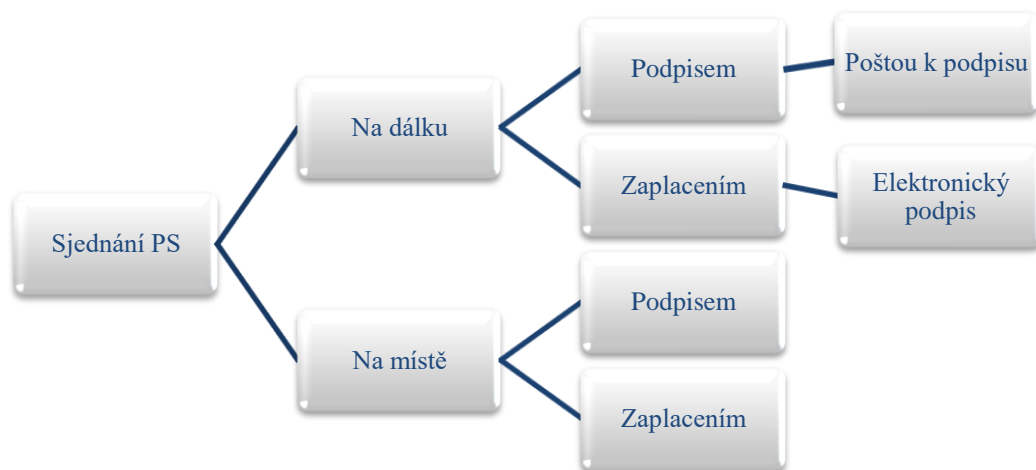 Sjednání PS
Na dálku
Podpisem
Poštou k podpisu
Zaplacením
Elektronický
podpis
Na místě
Podpisem
Zaplacením